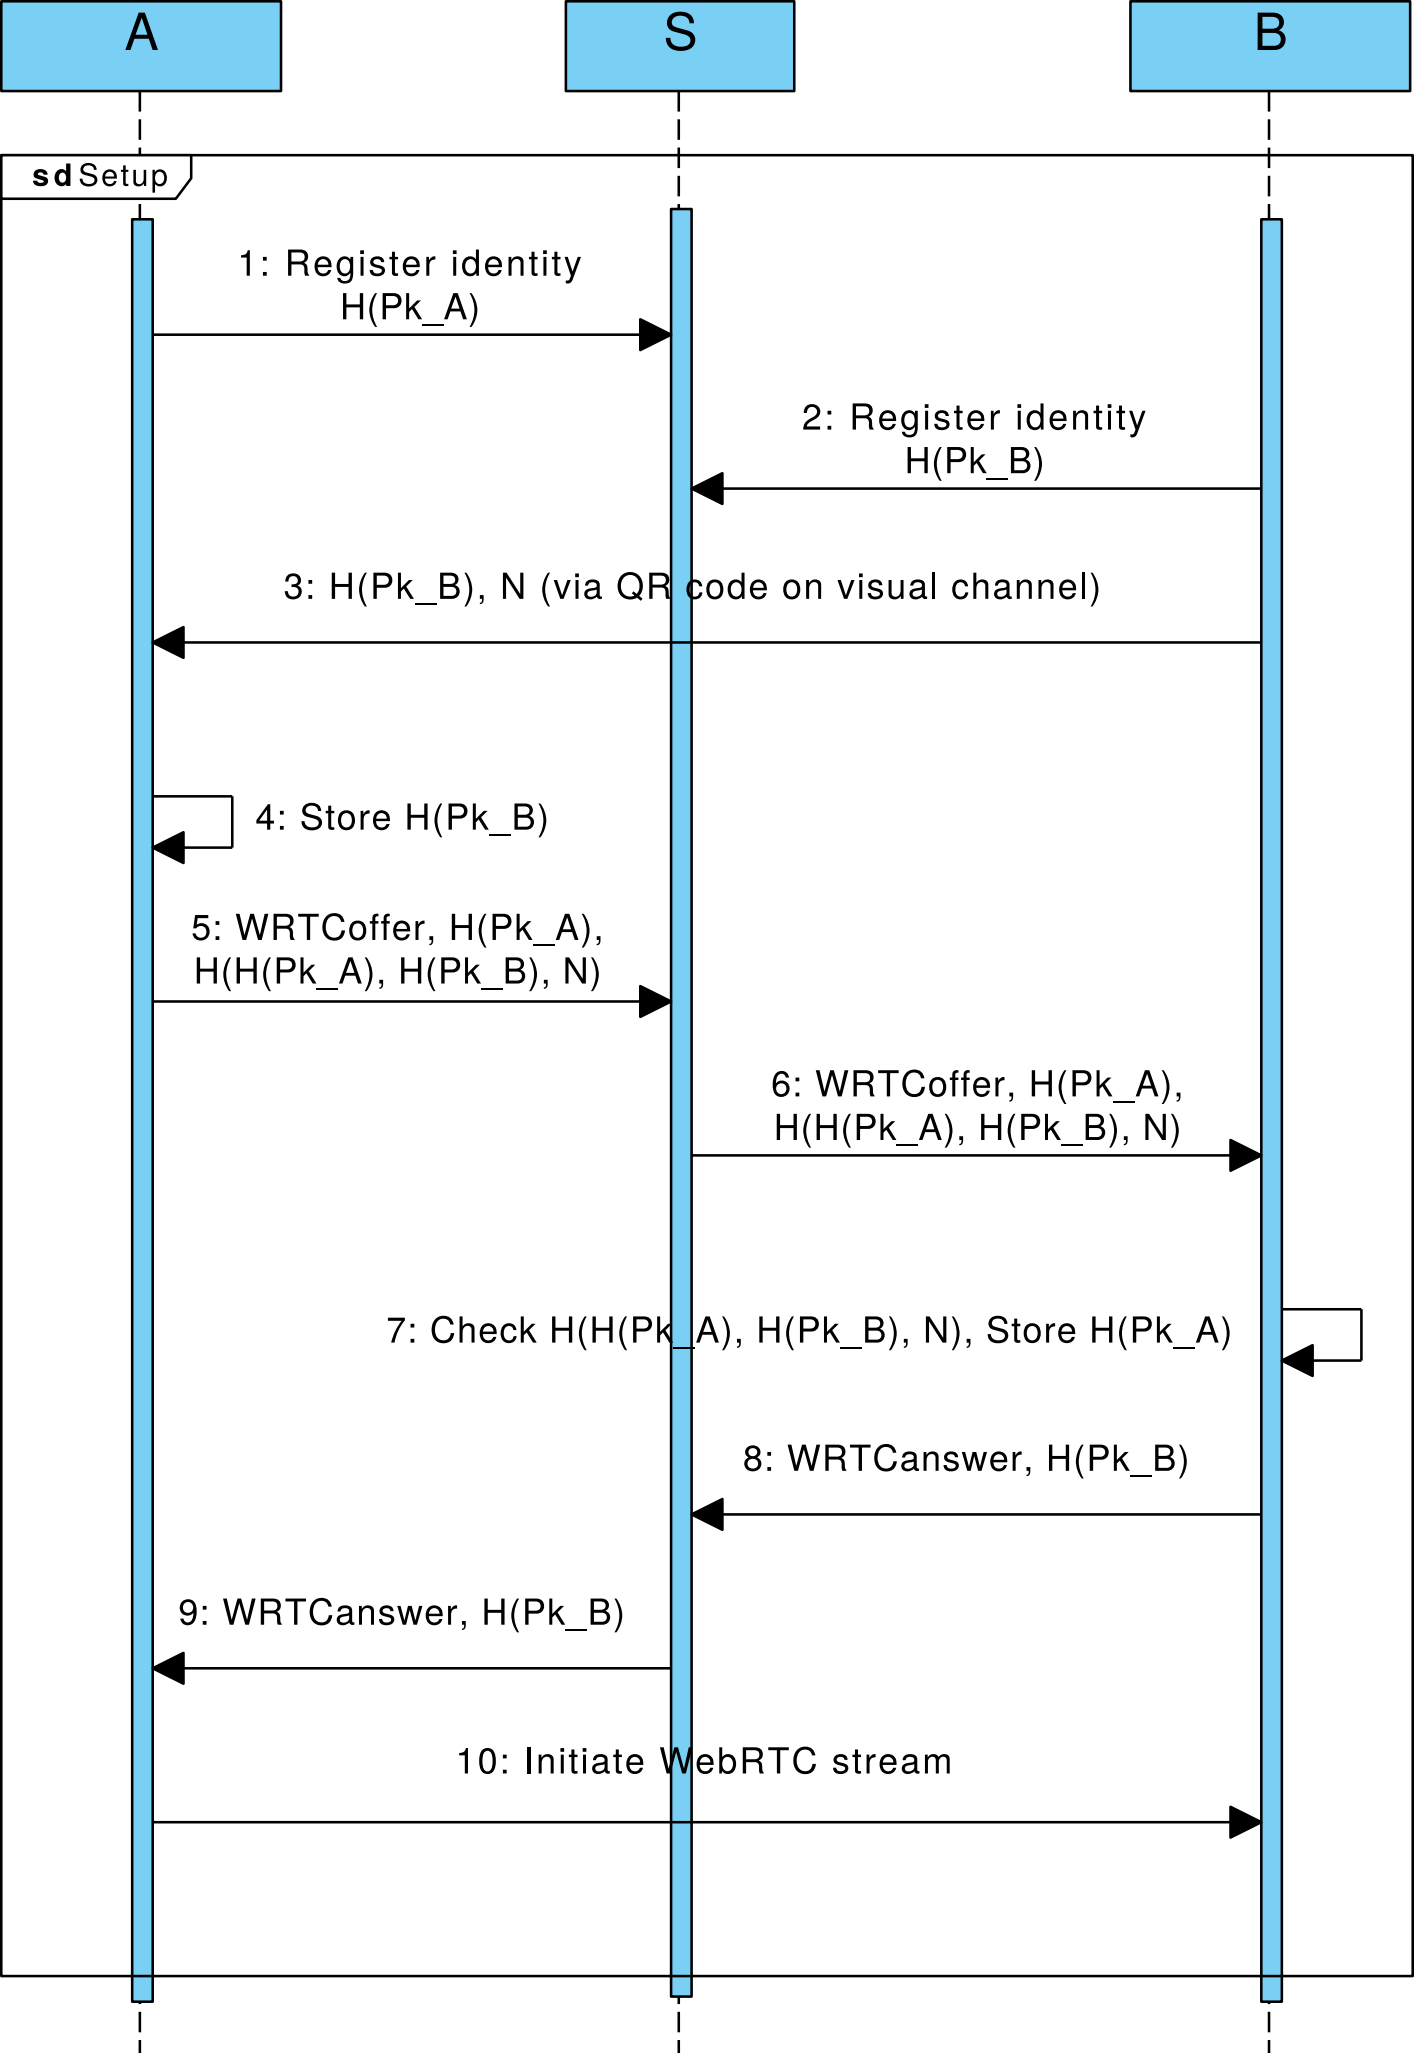 A
S
B
sd Setup
1: Register identity
H(Pk_A)
2: Register identity
H(Pk_B)
3: H(Pk_B), N (via QR code on visual channel)
4: Store H(Pk_B)
5: WRTCoffer, H(Pk_A),
H(H(Pk_A), H(Pk_B), N)
6: WRTCoffer, H(Pk_A),
H(H(Pk_A), H(Pk_B), N)
7: Check H(H(Pk_A), H(Pk_B), N), Store H(Pk_A)
8: WRTCanswer, H(Pk_B)
9: WRTCanswer, H(Pk_B)
10: Initiate WebRTC stream